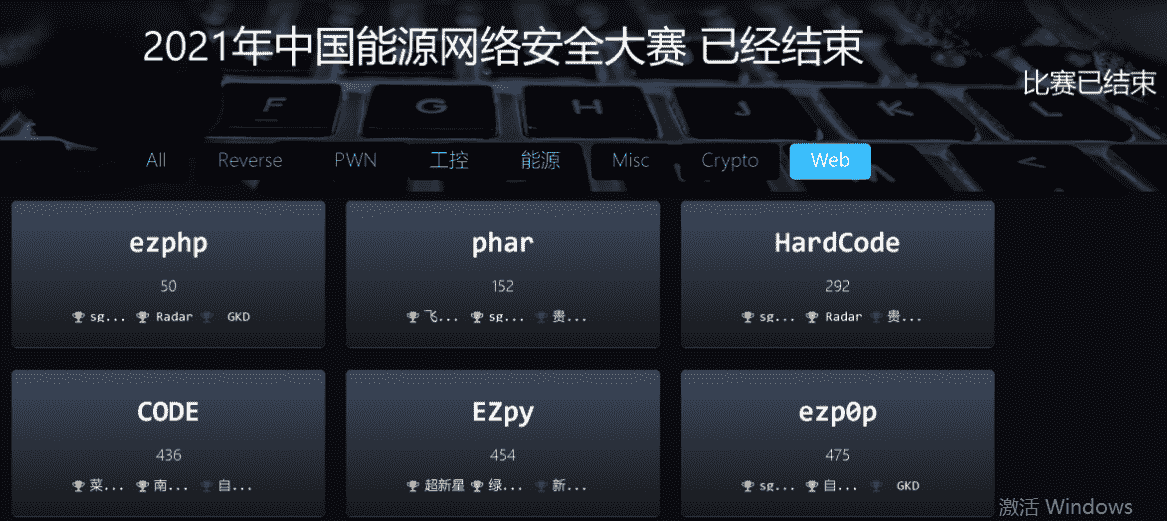 2021年中国能源网络安全大赛 已经结束
比赛已结束
All Reverse PWN 工控 能源 Misc Crypto Web
ezphp phar HardCode
50 152 292
sg... Radar GKD 飞... sg... 贵... sg... Radar 贵...
CODE EZpy ezp0p
436 454 475
菜... 南... 自... 超新星 绿... 新... sg... 自... GKD
激活 Windows